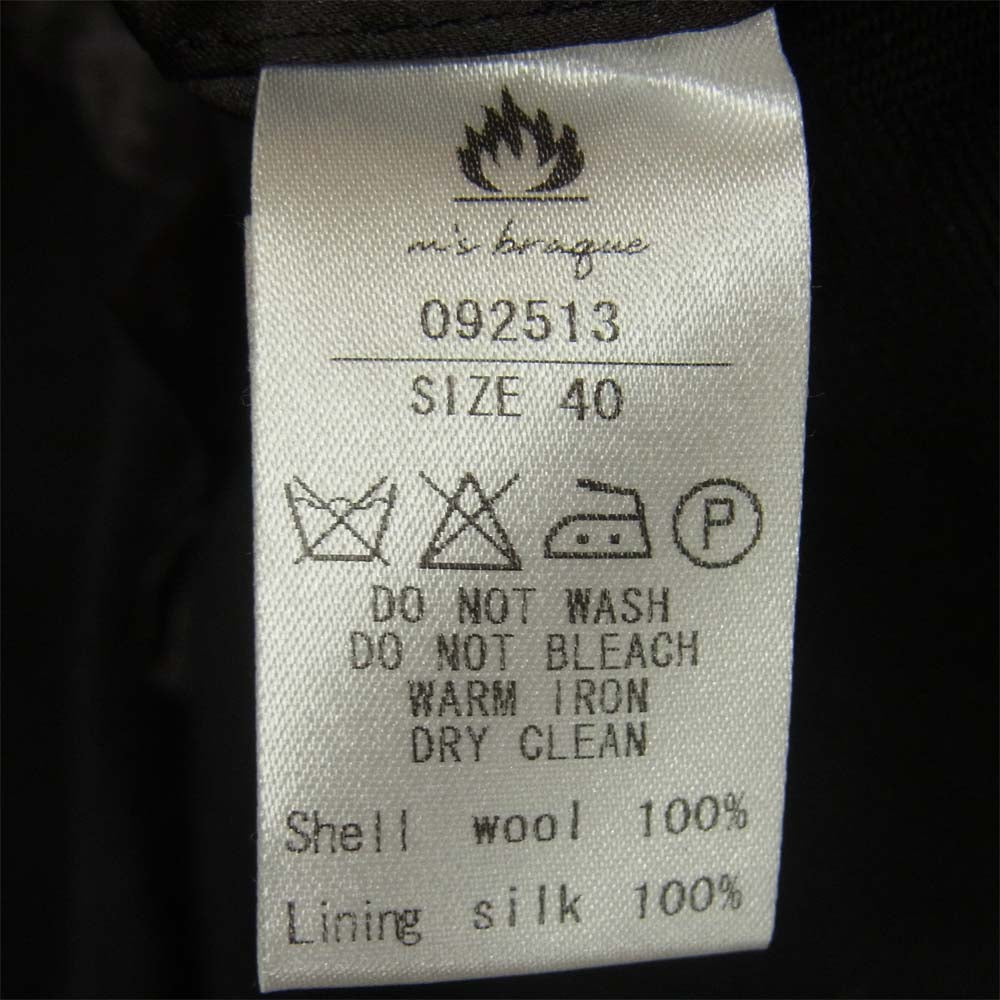 m's braque
092513
SIZE 40
P
DO NOT WASH
DO NOT BLEACH
WARM IRON
DRY CLEAN
Shell wool 100%
Lining silk 100%